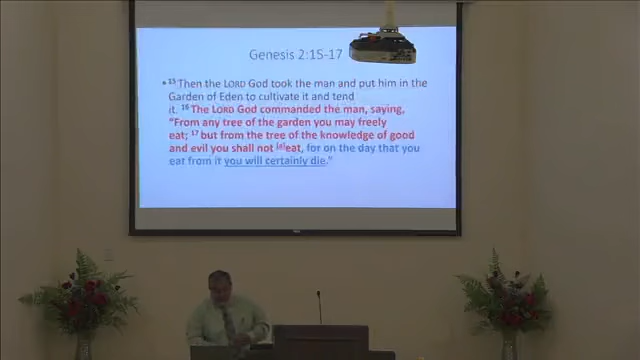 Genesis 2:15-17
• 15 Then the LORD God took the man and put him in the
Garden of Eden to cultivate it and tend
it. 16 The LORD God commanded the man, saying,
“From any tree of the garden you may freely
eat; 17 but from the tree of the knowledge of good
and evil you shall not [a]eat, for on the day that you
eat from it you will certainly die.”